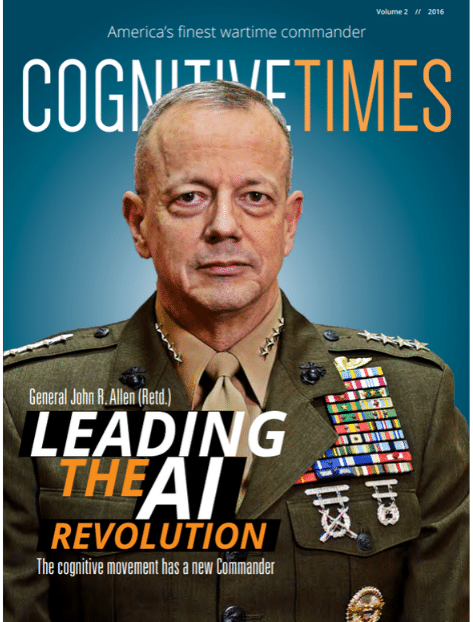 Volume 2 // 2016
America's finest wartime commander
COGNITIVETIMES
General John R. Allen (Retd.)
LEADING
THE AI
REVOLUTION
The cognitive movement has a new Commander